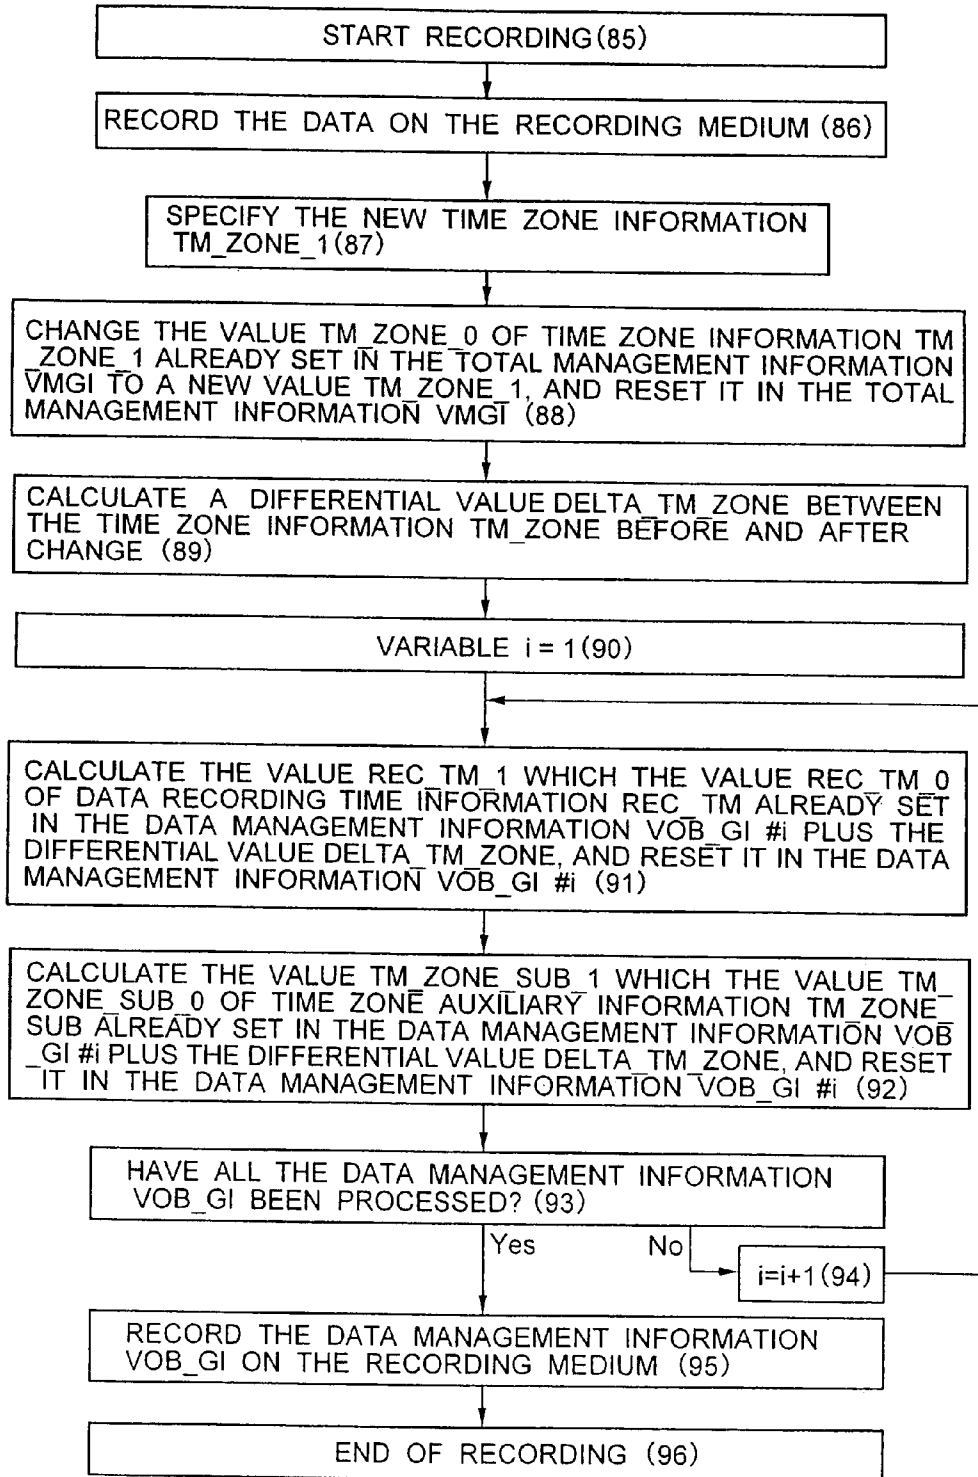 START RECORDING(85)
RECORD THE DATA ON THE RECORDING MEDIUM (86)
SPECIFY THE NEW TIME ZONE INFORMATION
TM_ZONE_1(87)
CHANGE THE VALUE TM_ZONE_0 OF TIME ZONE INFORMATION TM
_ZONE_1 ALREADY SET IN THE TOTAL MANAGEMENT INFORMATION
VMGI TO A NEW VALUE TM_ZONE_1, AND RESET IT IN THE TOTAL
MANAGEMENT INFORMATION VMGI (88)
CALCULATE A DIFFERENTIAL VALUE DELTA_TM_ZONE BETWEEN
THE TIME ZONE INFORMATION TM_ZONE BEFORE AND AFTER
CHANGE (89)
VARIABLE i = 1(90)
CALCULATE THE VALUE REC_TM_1 WHICH THE VALUE REC_TM_0
OF DATA RECORDING TIME INFORMATION REC_TM ALREADY SET
IN THE DATA MANAGEMENT INFORMATION VOB_GI #i PLUS THE
DIFFERENTIAL VALUE DELTA_TM_ZONE, AND RESET IT IN THE DATA
MANAGEMENT INFORMATION VOB_GI #i (91)
CALCULATE THE VALUE TM_ZONE_SUB_1 WHICH THE VALUE TM_
ZONE_SUB_0 OF TIME ZONE AUXILIARY INFORMATION TM_ZONE_
SUB ALREADY SET IN THE DATA MANAGEMENT INFORMATION VOB
_GI #i PLUS THE DIFFERENTIAL VALUE DELTA_TM_ZONE, AND RESET
IT IN THE DATA MANAGEMENT INFORMATION VOB_GI #i (92)
HAVE ALL THE DATA MANAGEMENT INFORMATION
VOB_GI BEEN PROCESSED? (93)
Yes No
i=i+1(94)
RECORD THE DATA MANAGEMENT INFORMATION
VOB_GI ON THE RECORDING MEDIUM (95)
END OF RECORDING (96)